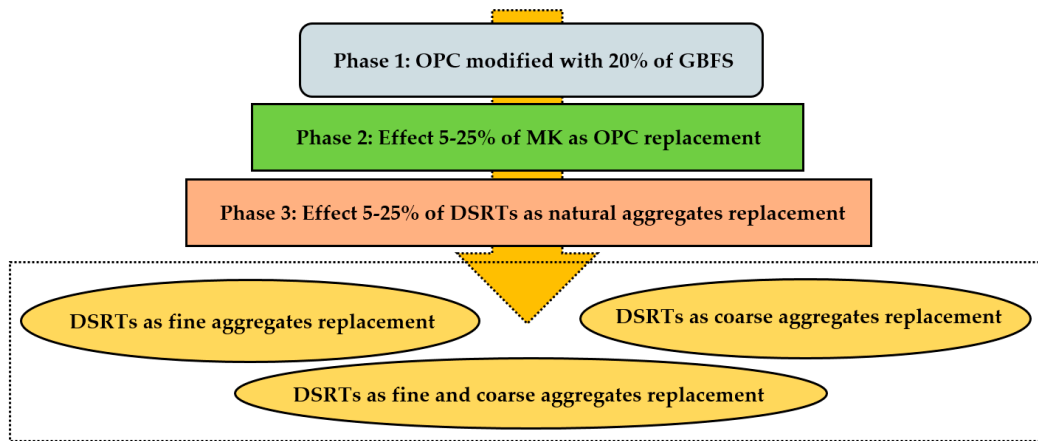 Phase 1: OPC modified with 20% of GBFS
Phase 2: Effect 5-25% of MK as OPC replacement
Phase 3: Effect 5-25% of DSRTs as natural aggregates replacement
DSRTs as fine aggregates replacement
DSRTs as coarse aggregates replacement
DSRTs as fine and coarse aggregates replacement